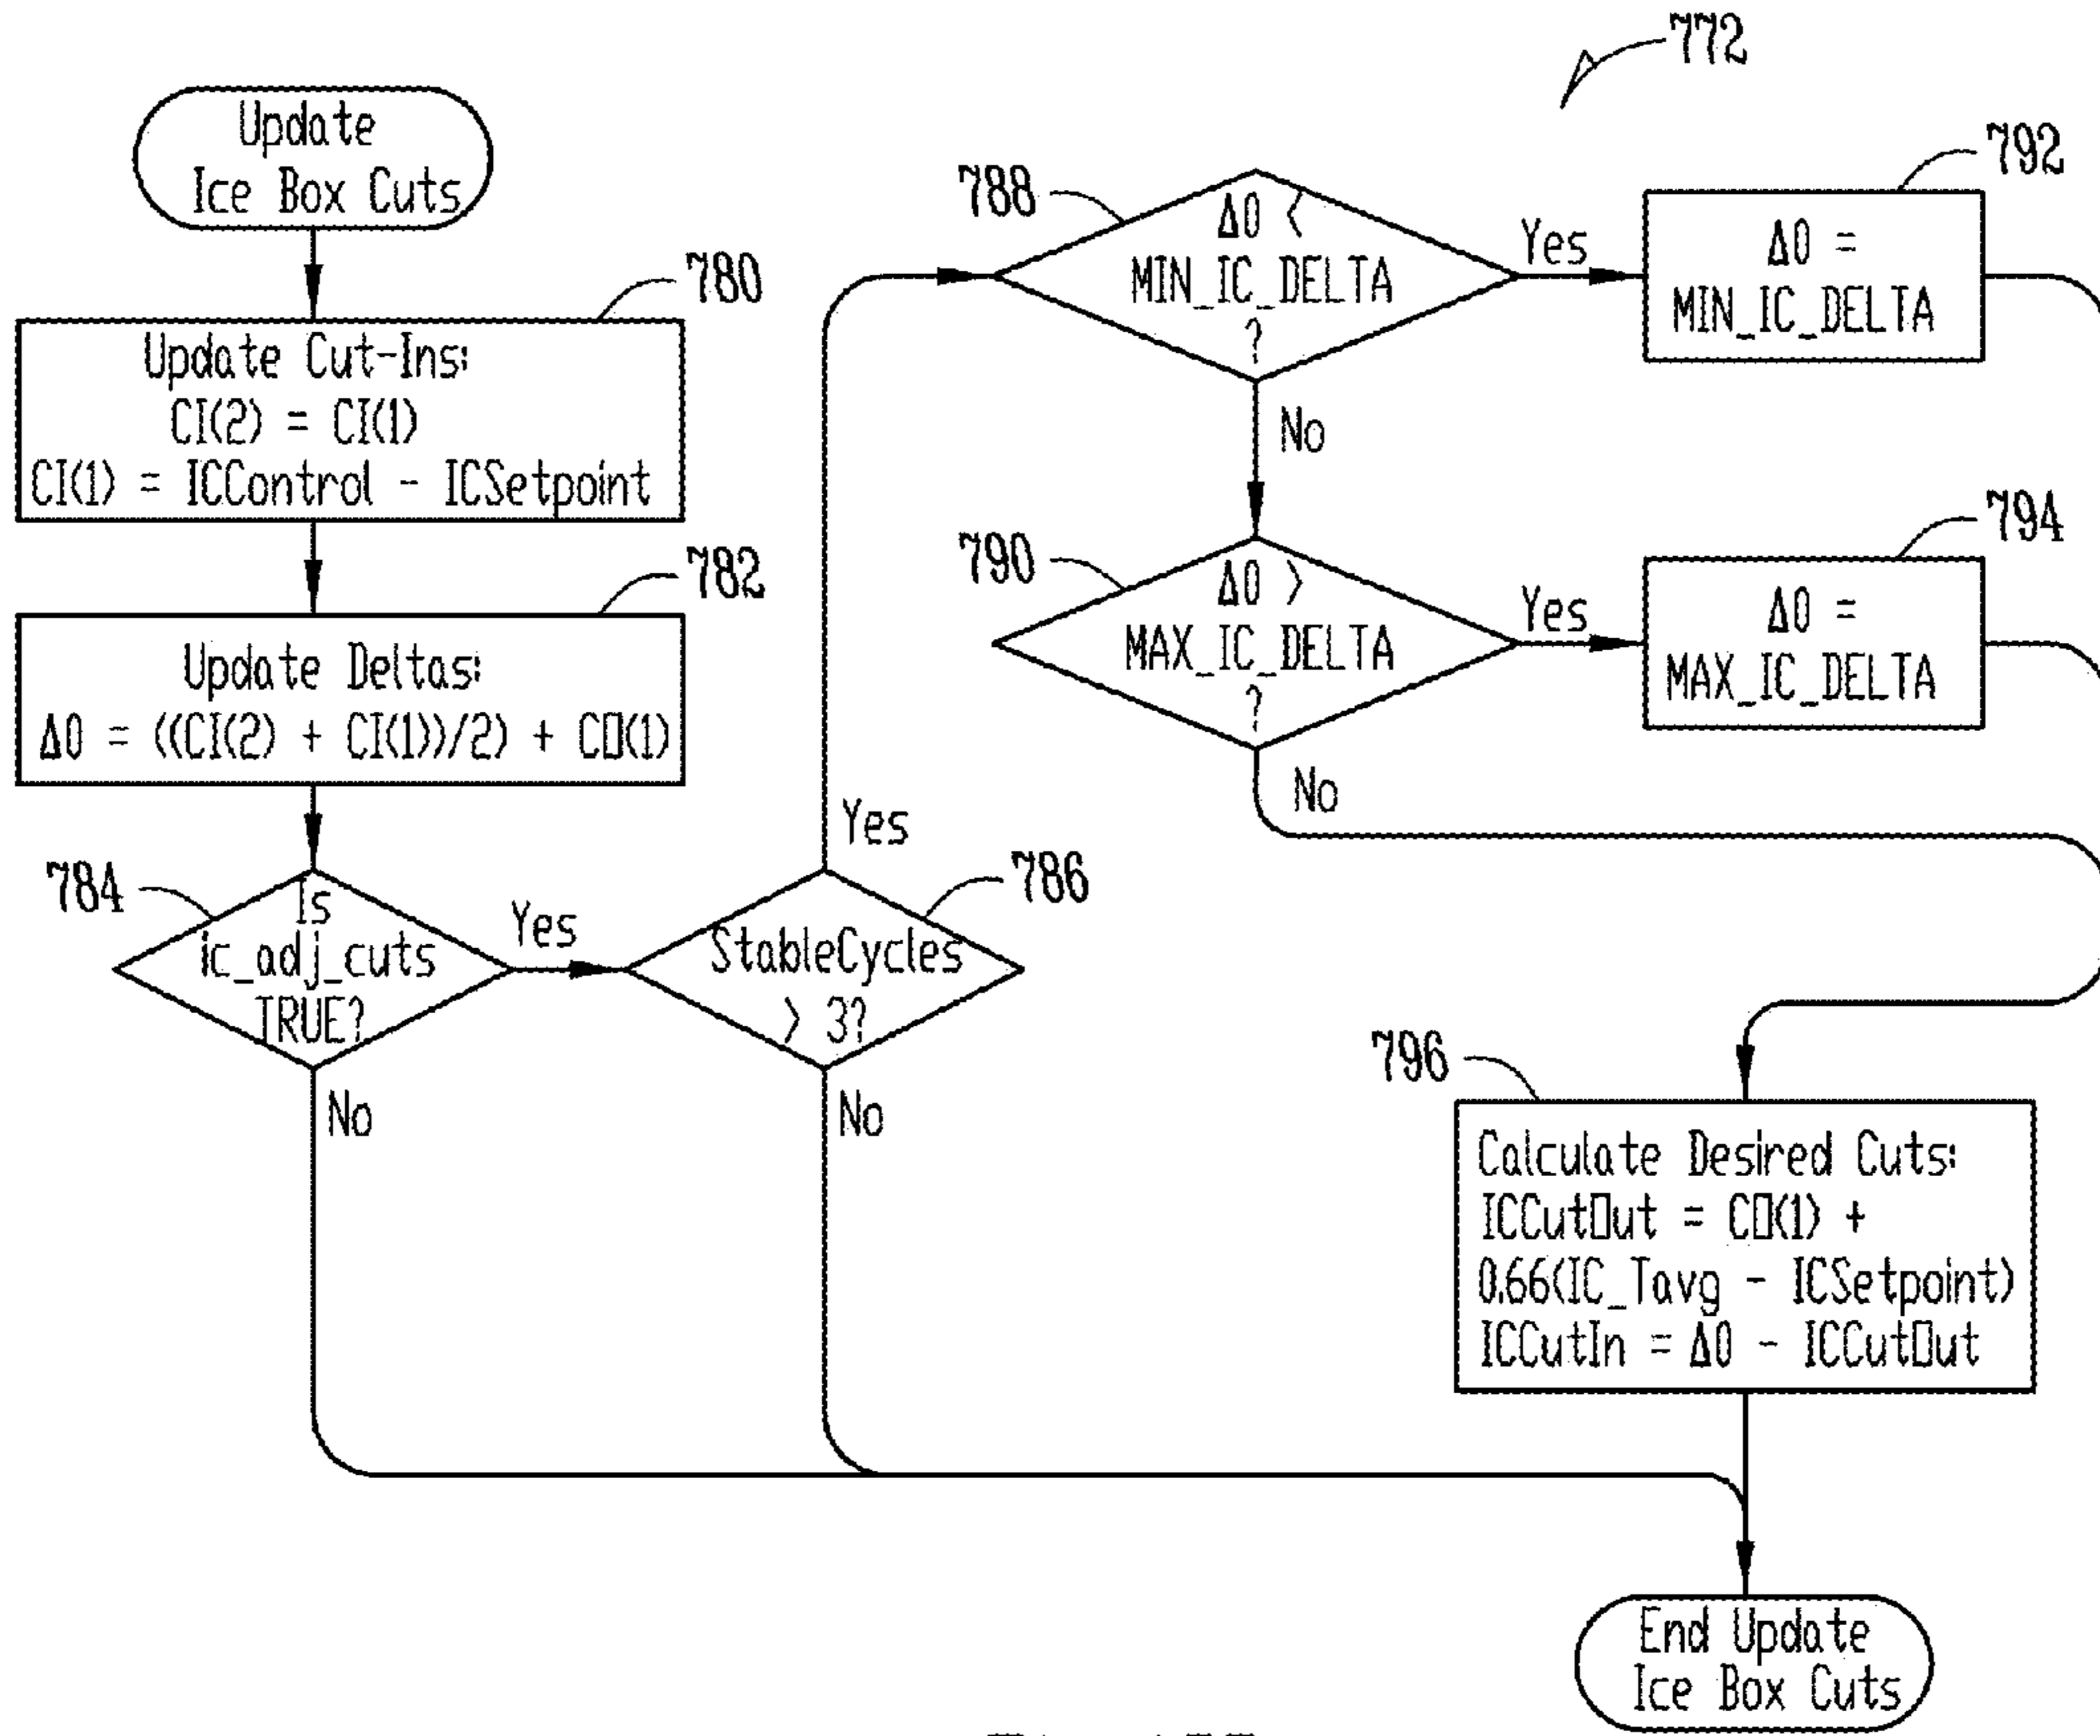 772
Update
Ice Box Cuts
780
Update Cut-Ins:
CI(2) = CI(1)
CI(1) = ICControl - ICSetpoint
782
Update Deltas:
Δ0 = ((CI(2) + CI(1))/2) + CO(1)
784
Is
ic_adj_cuts
TRUE?
Yes
No
786
StableCycles
> 3?
Yes
No
788
Δ0 <
MIN_IC_DELTA
?
Yes
No
792
Δ0 =
MIN_IC_DELTA
790
Δ0 >
MAX_IC_DELTA
?
Yes
No
794
Δ0 =
MAX_IC_DELTA
796
Calculate Desired Cuts:
ICCutOut = CO(1) +
0.66(IC_Tavg - ICSetpoint)
ICCutIn = Δ0 - ICCutOut
End Update
Ice Box Cuts